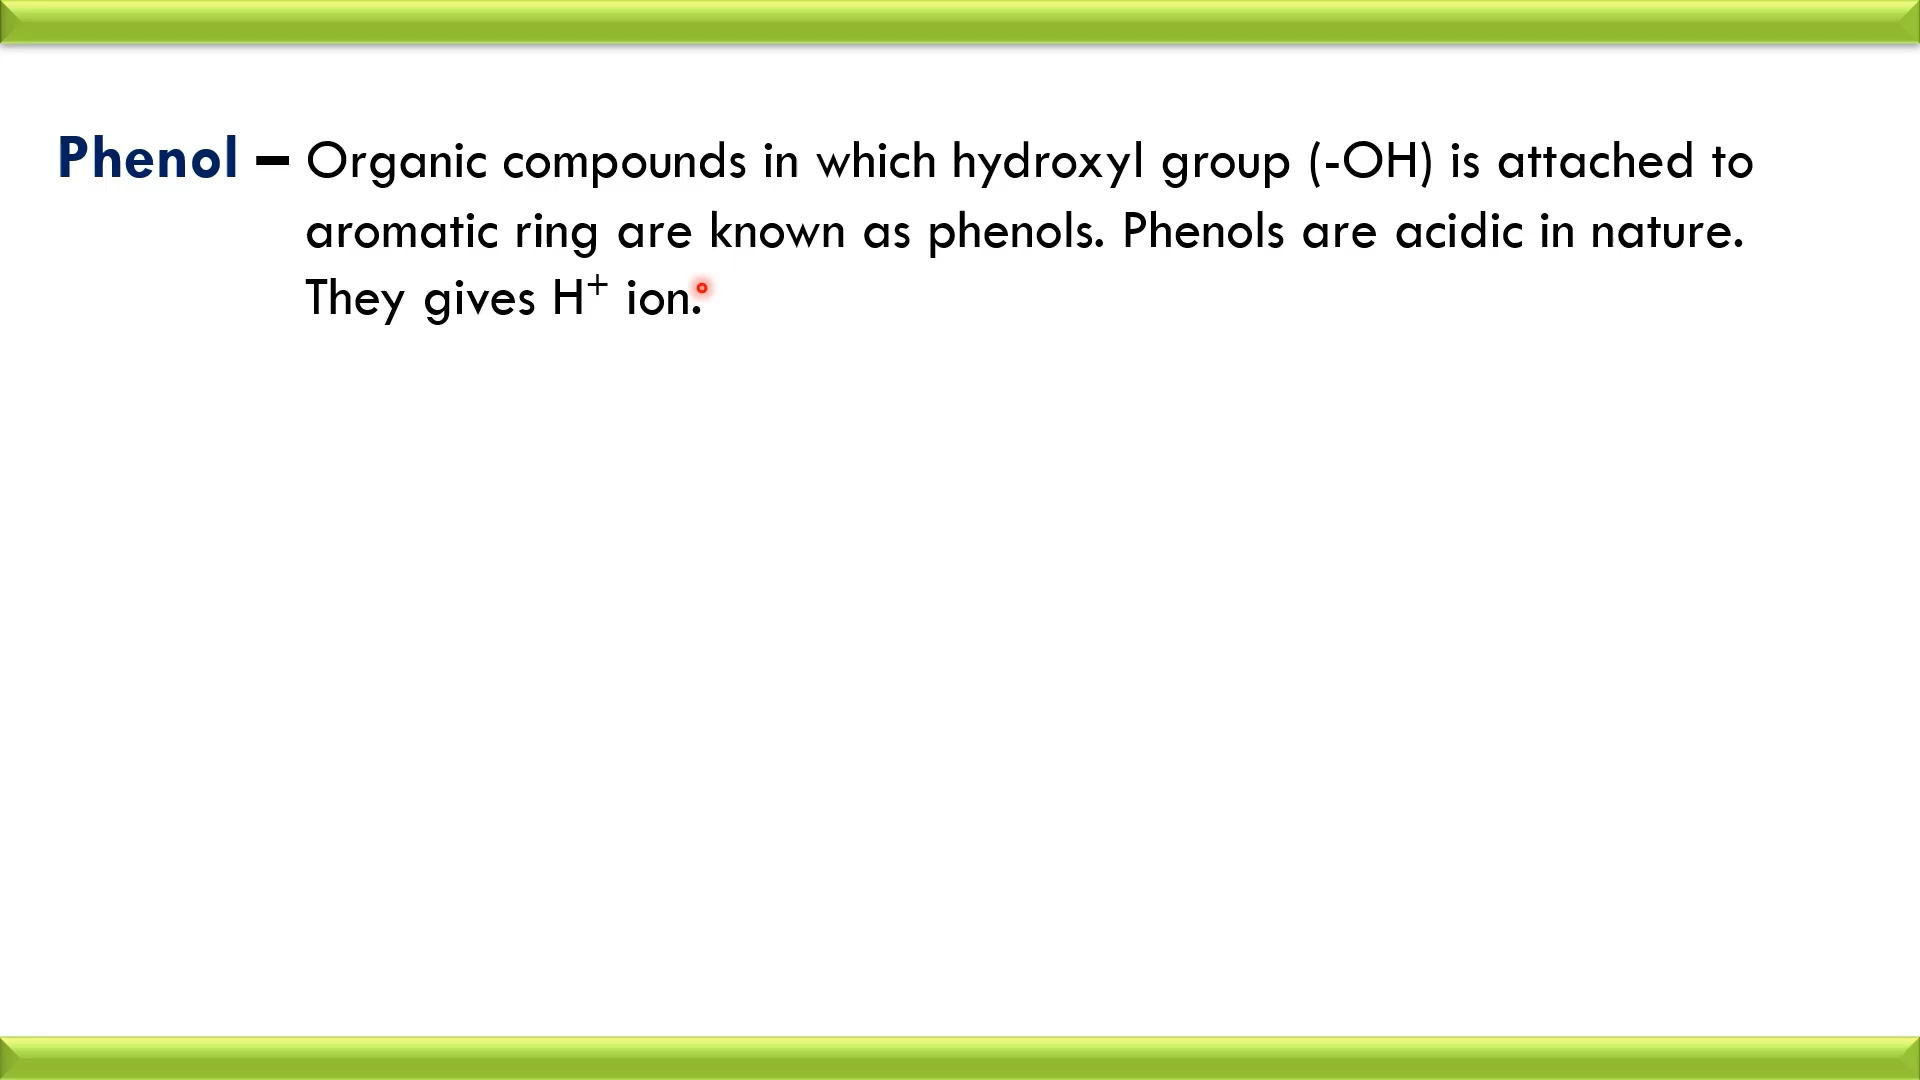 Phenol – Organic compounds in which hydroxyl group (-OH) is attached to
aromatic ring are known as phenols. Phenols are acidic in nature.
They gives H⁺ ion.